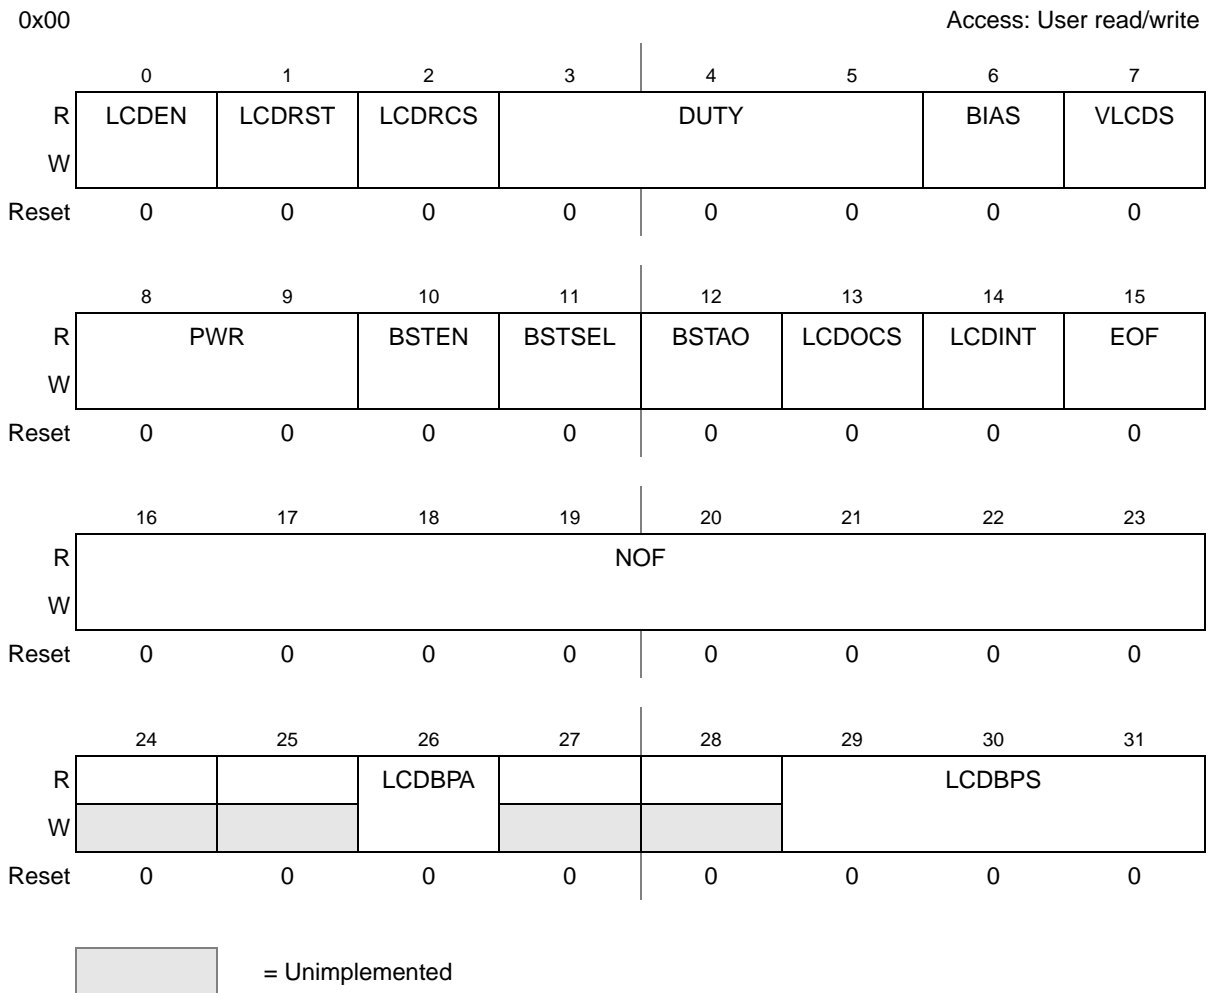 0x00 Access: User read/write
0 1 2 3 4 5 6 7
R LCDEN LCDRST LCDRCS DUTY BIAS VLCDS
W
Reset 0 0 0 0 0 0 0 0
8 9 10 11 12 13 14 15
R PWR BSTEN BSTSEL BSTAO LCDOCS LCDINT EOF
W
Reset 0 0 0 0 0 0 0 0
16 17 18 19 20 21 22 23
R NOF
W
Reset 0 0 0 0 0 0 0 0
24 25 26 27 28 29 30 31
R LCDBPA LCDBPS
W
Reset 0 0 0 0 0 0 0 0
= Unimplemented